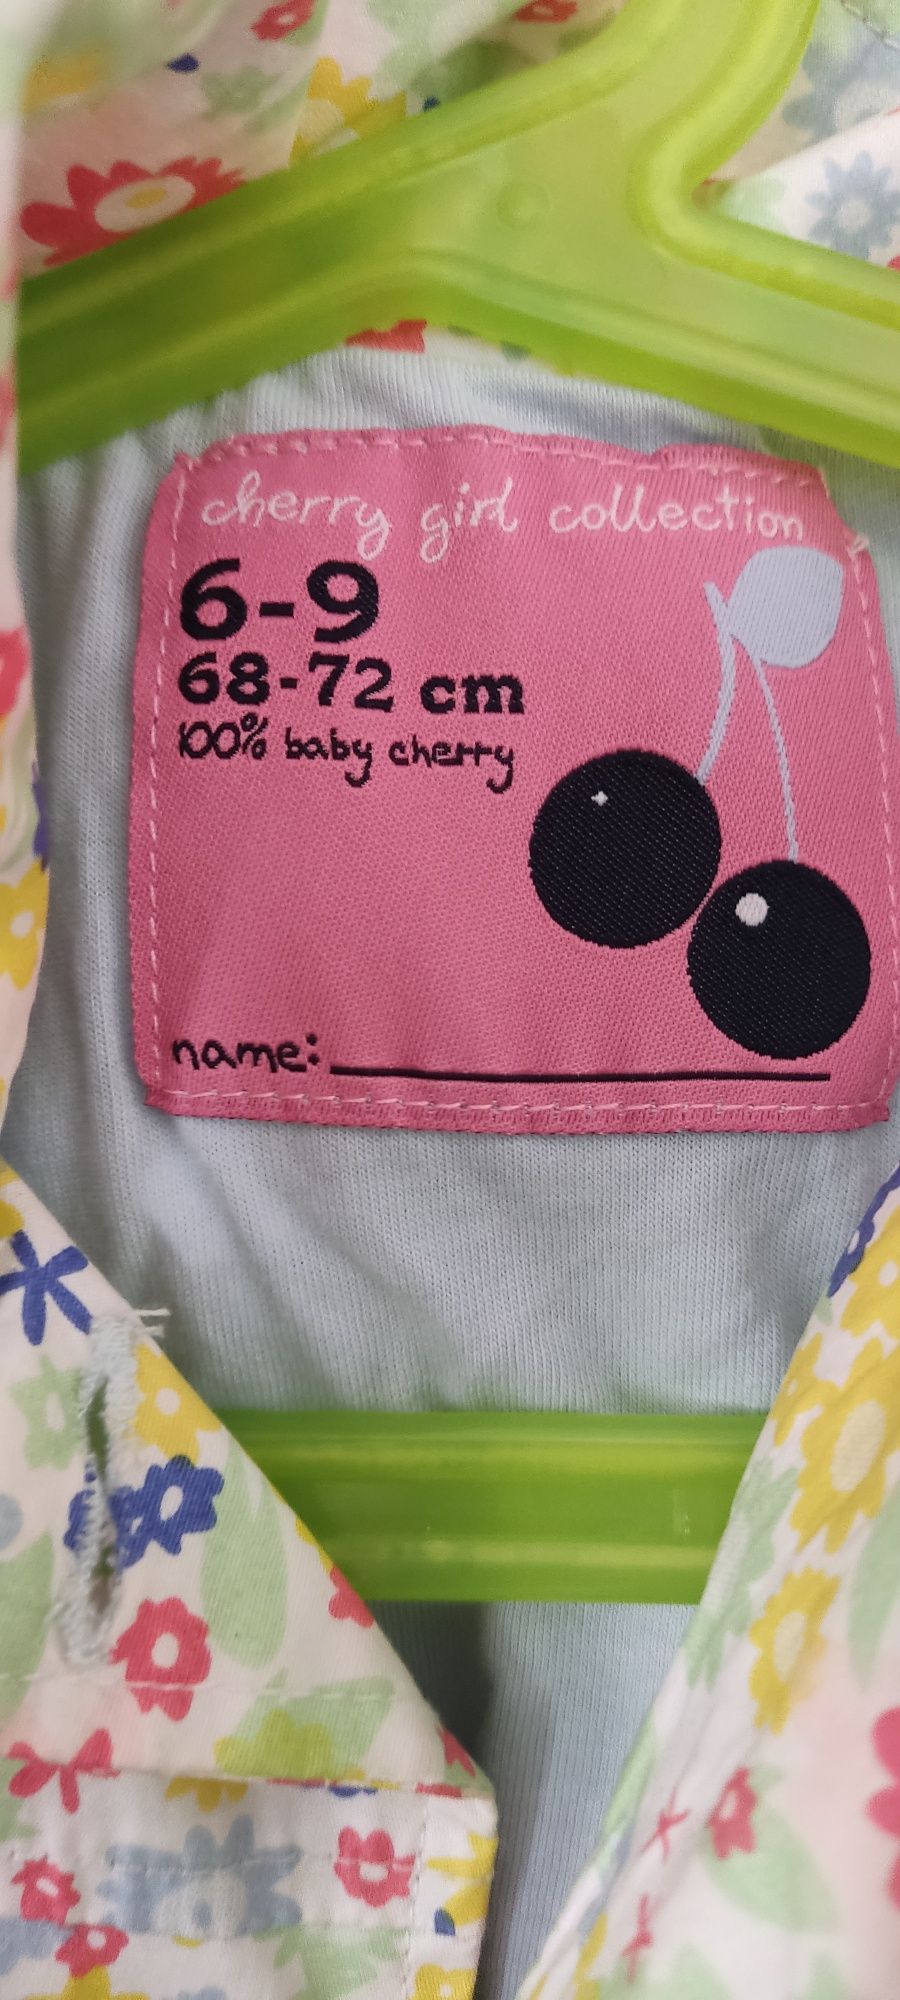 cherry girl collection
6-9
68-72 cm
100% baby cherry
name: